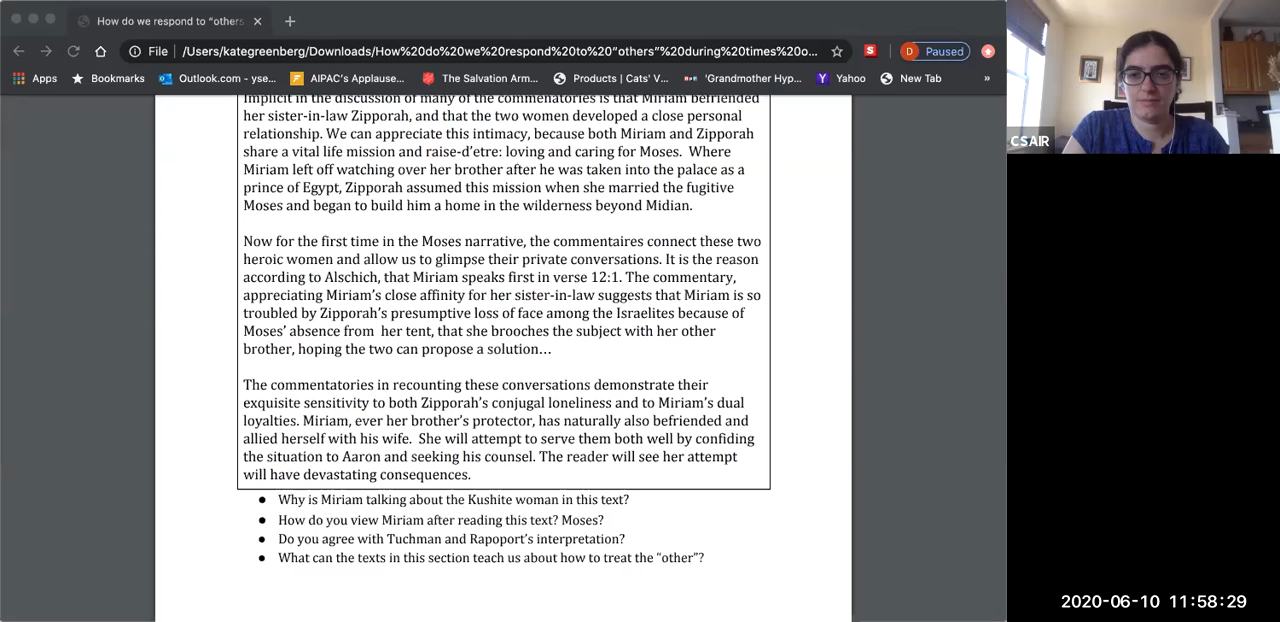 How do we respond to “others
File
/Users/kategreenberg/Downloads/How%20do%20we%20respond%20to%20“others”%20during%20times%20o...
S
D Paused
Apps Bookmarks Outlook.com - yse... AIPAC's Applaus... The Salvation Arm... Products | Cats' V... 'Grandmother Hyp... Yahoo New Tab »
Implicit in the discussion of many of the commenatories is that Miriam befriended
her sister-in-law Zipporah, and that the two women developed a close personal
relationship. We can appreciate this intimacy, because both Miriam and Zipporah
share a vital life mission and raise-d’etre: loving and caring for Moses. Where
Miriam left off watching over her brother after he was taken into the palace as a
prince of Egypt, Zipporah assumed this mission when she married the fugitive
Moses and began to build him a home in the wilderness beyond Midian.
Now for the first time in the Moses narrative, the commentaires connect these two
heroic women and allow us to glimpse their private conversations. It is the reason
according to Alschich, that Miriam speaks first in verse 12:1. The commentary,
appreciating Miriam’s close affinity for her sister-in-law suggests that Miriam is so
troubled by Zipporah’s presumptive loss of face among the Israelites because of
Moses’ absence from her tent, that she brooches the subject with her other
brother, hoping the two can propose a solution…
The commentatories in recounting these conversations demonstrate their
exquisite sensitivity to both Zipporah’s conjugal loneliness and to Miriam’s dual
loyalties. Miriam, ever her brother’s protector, has naturally also befriended and
allied herself with his wife. She will attempt to serve them both well by confiding
the situation to Aaron and seeking his counsel. The reader will see her attempt
will have devastating consequences.
● Why is Miriam talking about the Kushite woman in this text?
● How do you view Miriam after reading this text? Moses?
● Do you agree with Tuchman and Rapoport’s interpretation?
● What can the texts in this section teach us about how to treat the “other”?
CSAIR
2020-06-10 11:58:29